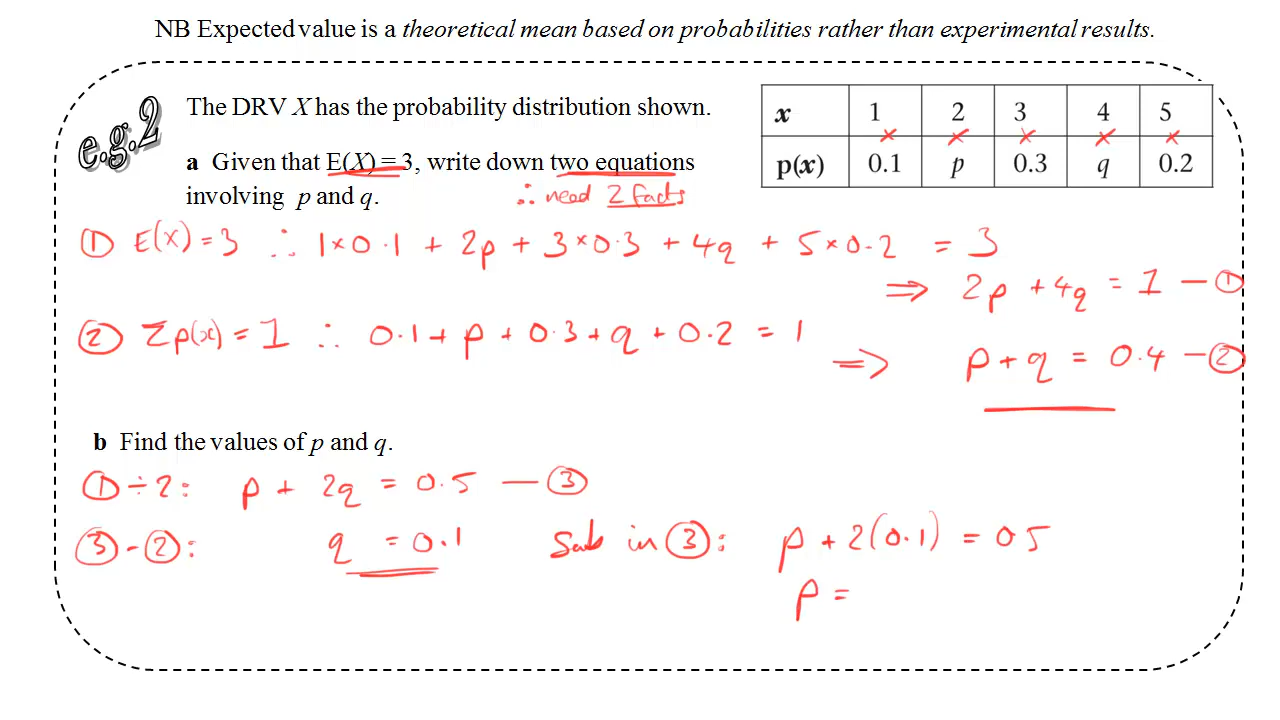 NB Expected value is a theoretical mean based on probabilities rather than experimental results.
e.g.2
The DRV X has the probability distribution shown.
x 1 2 3 4 5
p(x) 0.1 p 0.3 q 0.2
a Given that E(X) = 3, write down two equations
involving p and q.
∴ need 2 facts
① E(X) = 3 ∴ 1×0.1 + 2p + 3×0.3 + 4q + 5×0.2 = 3
⇒ 2p + 4q = 1 — ①
② Σp(x) = 1 ∴ 0.1 + p + 0.3 + q + 0.2 = 1
⇒ p + q = 0.4 — ②
b Find the values of p and q.
① ÷ 2: p + 2q = 0.5 — ③
③ - ②: q = 0.1 Sub in ③: p + 2(0.1) = 0.5
p =